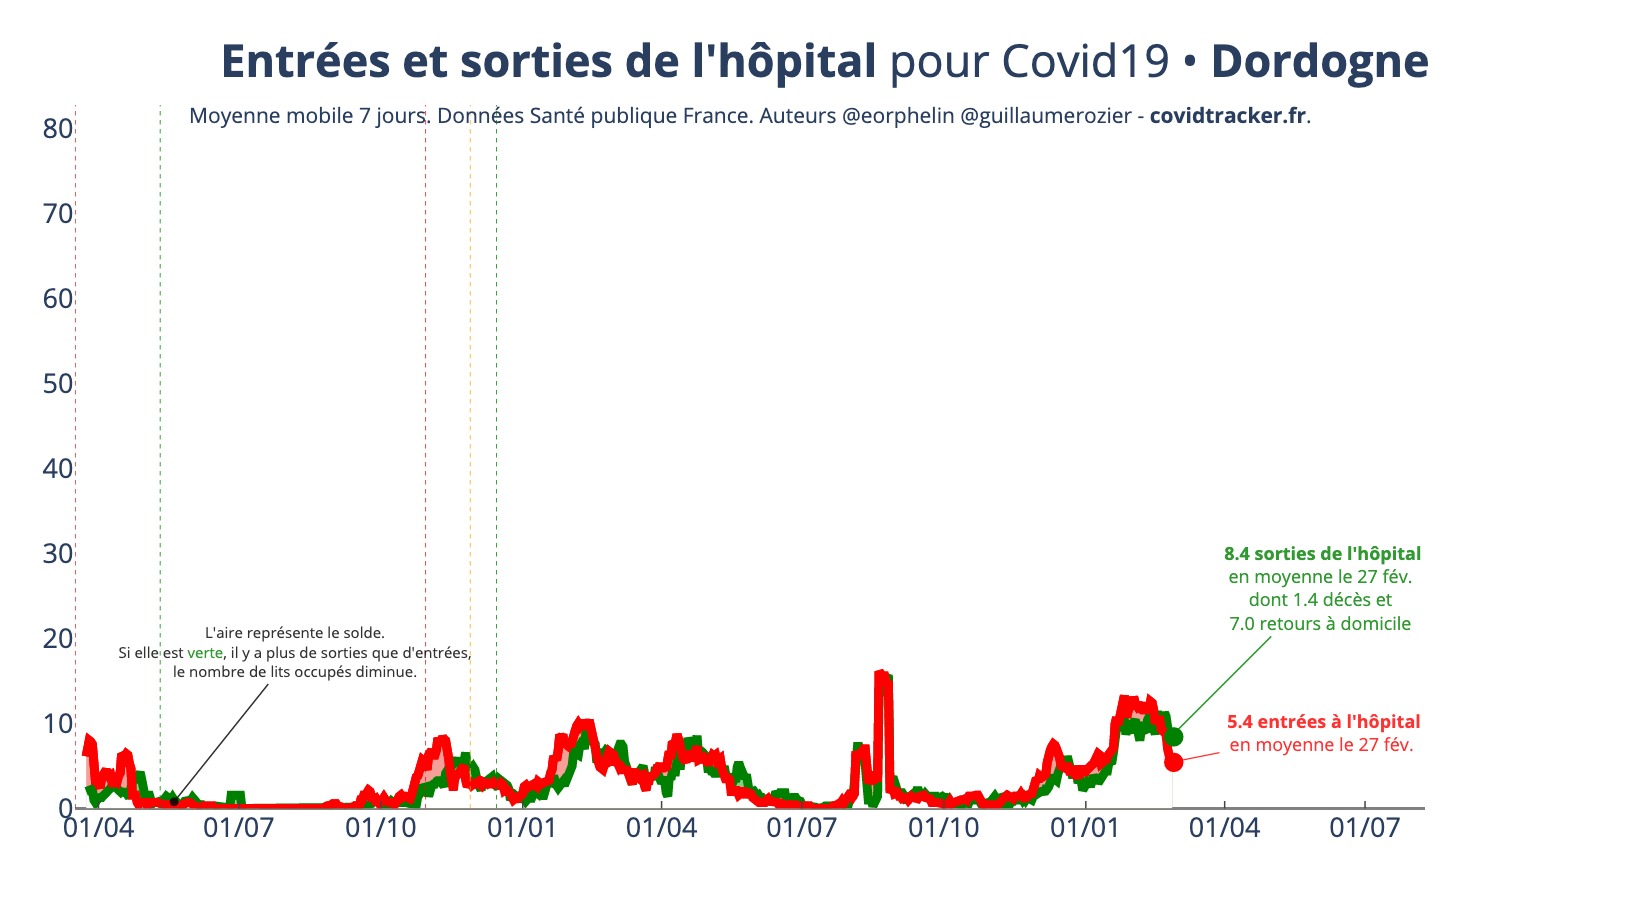 Entrées et sorties de l'hôpital pour Covid19 • Dordogne
Moyenne mobile 7 jours. Données Santé publique France. Auteurs @eorphelin @guillaumerozier - covidtracker.fr.
80
70
60
50
40
30
20
10
0
8.4 sorties de l'hôpital
en moyenne le 27 fév.
dont 1.4 décès et
7.0 retours à domicile
L'aire représente le solde.
Si elle est verte, il y a plus de sorties que d'entrées,
le nombre de lits occupés diminue.
5.4 entrées à l'hôpital
en moyenne le 27 fév.
01/04 01/07 01/10 01/01 01/04 01/07 01/10 01/01 01/04 01/07